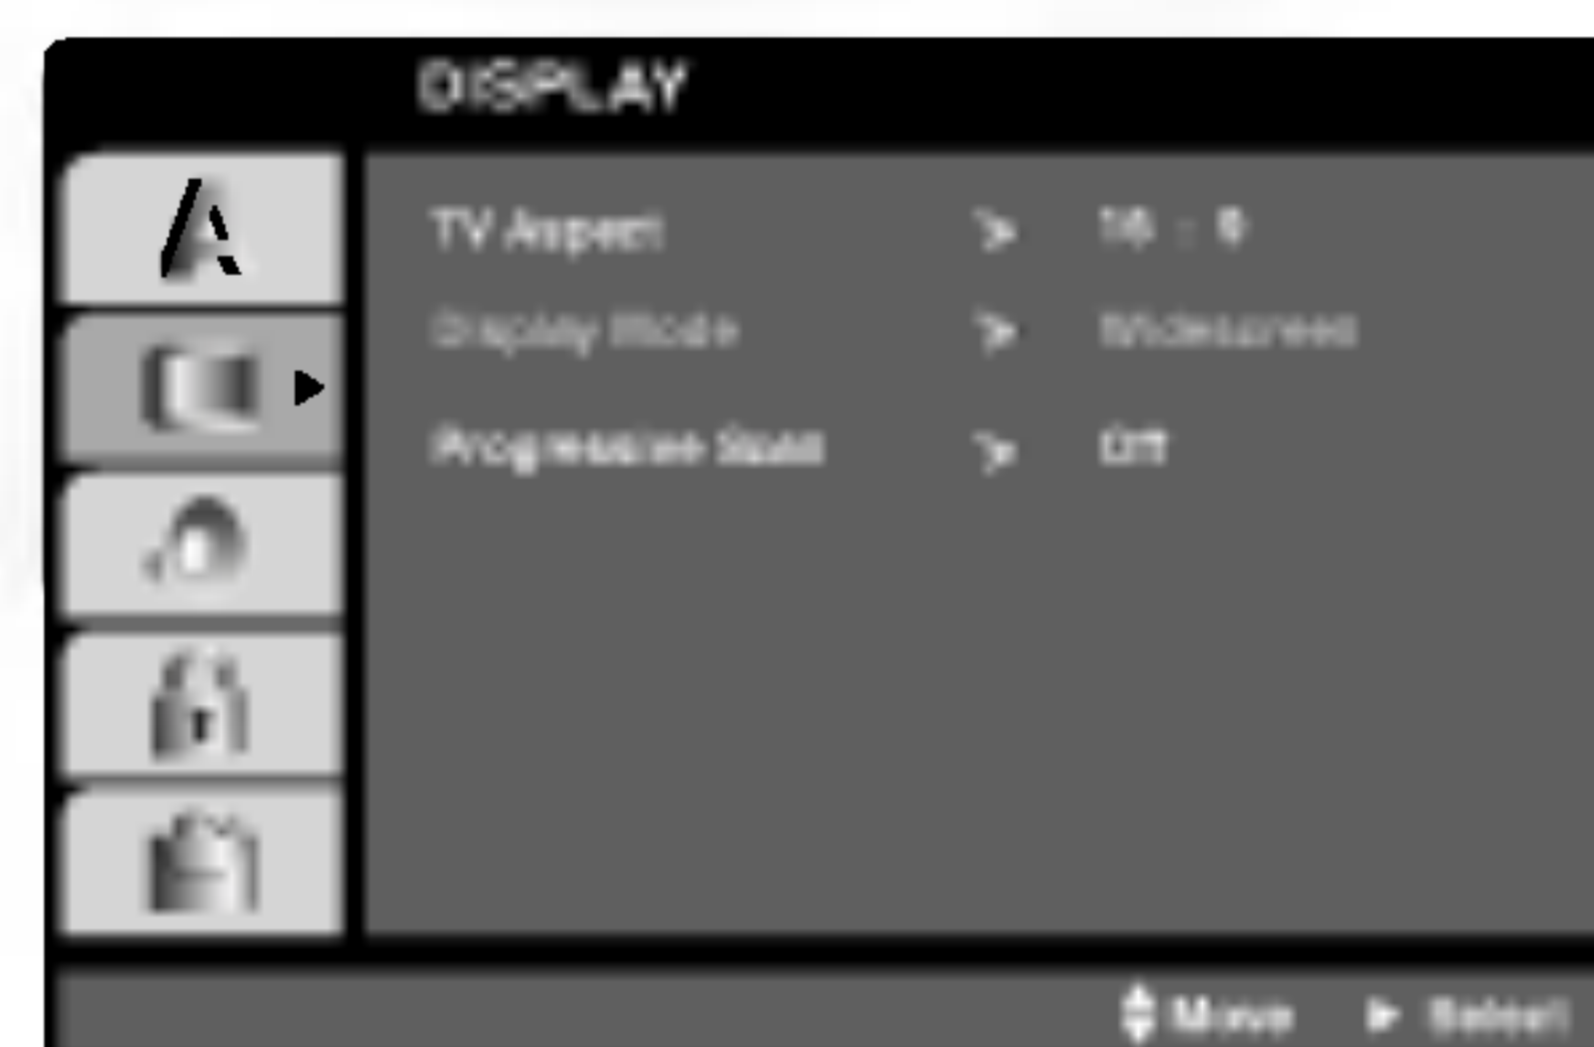 DISPLAY
A
TV Aspect > 16 : 9
Display Mode > Widescreen
Progressive Scan > Off
Move Select